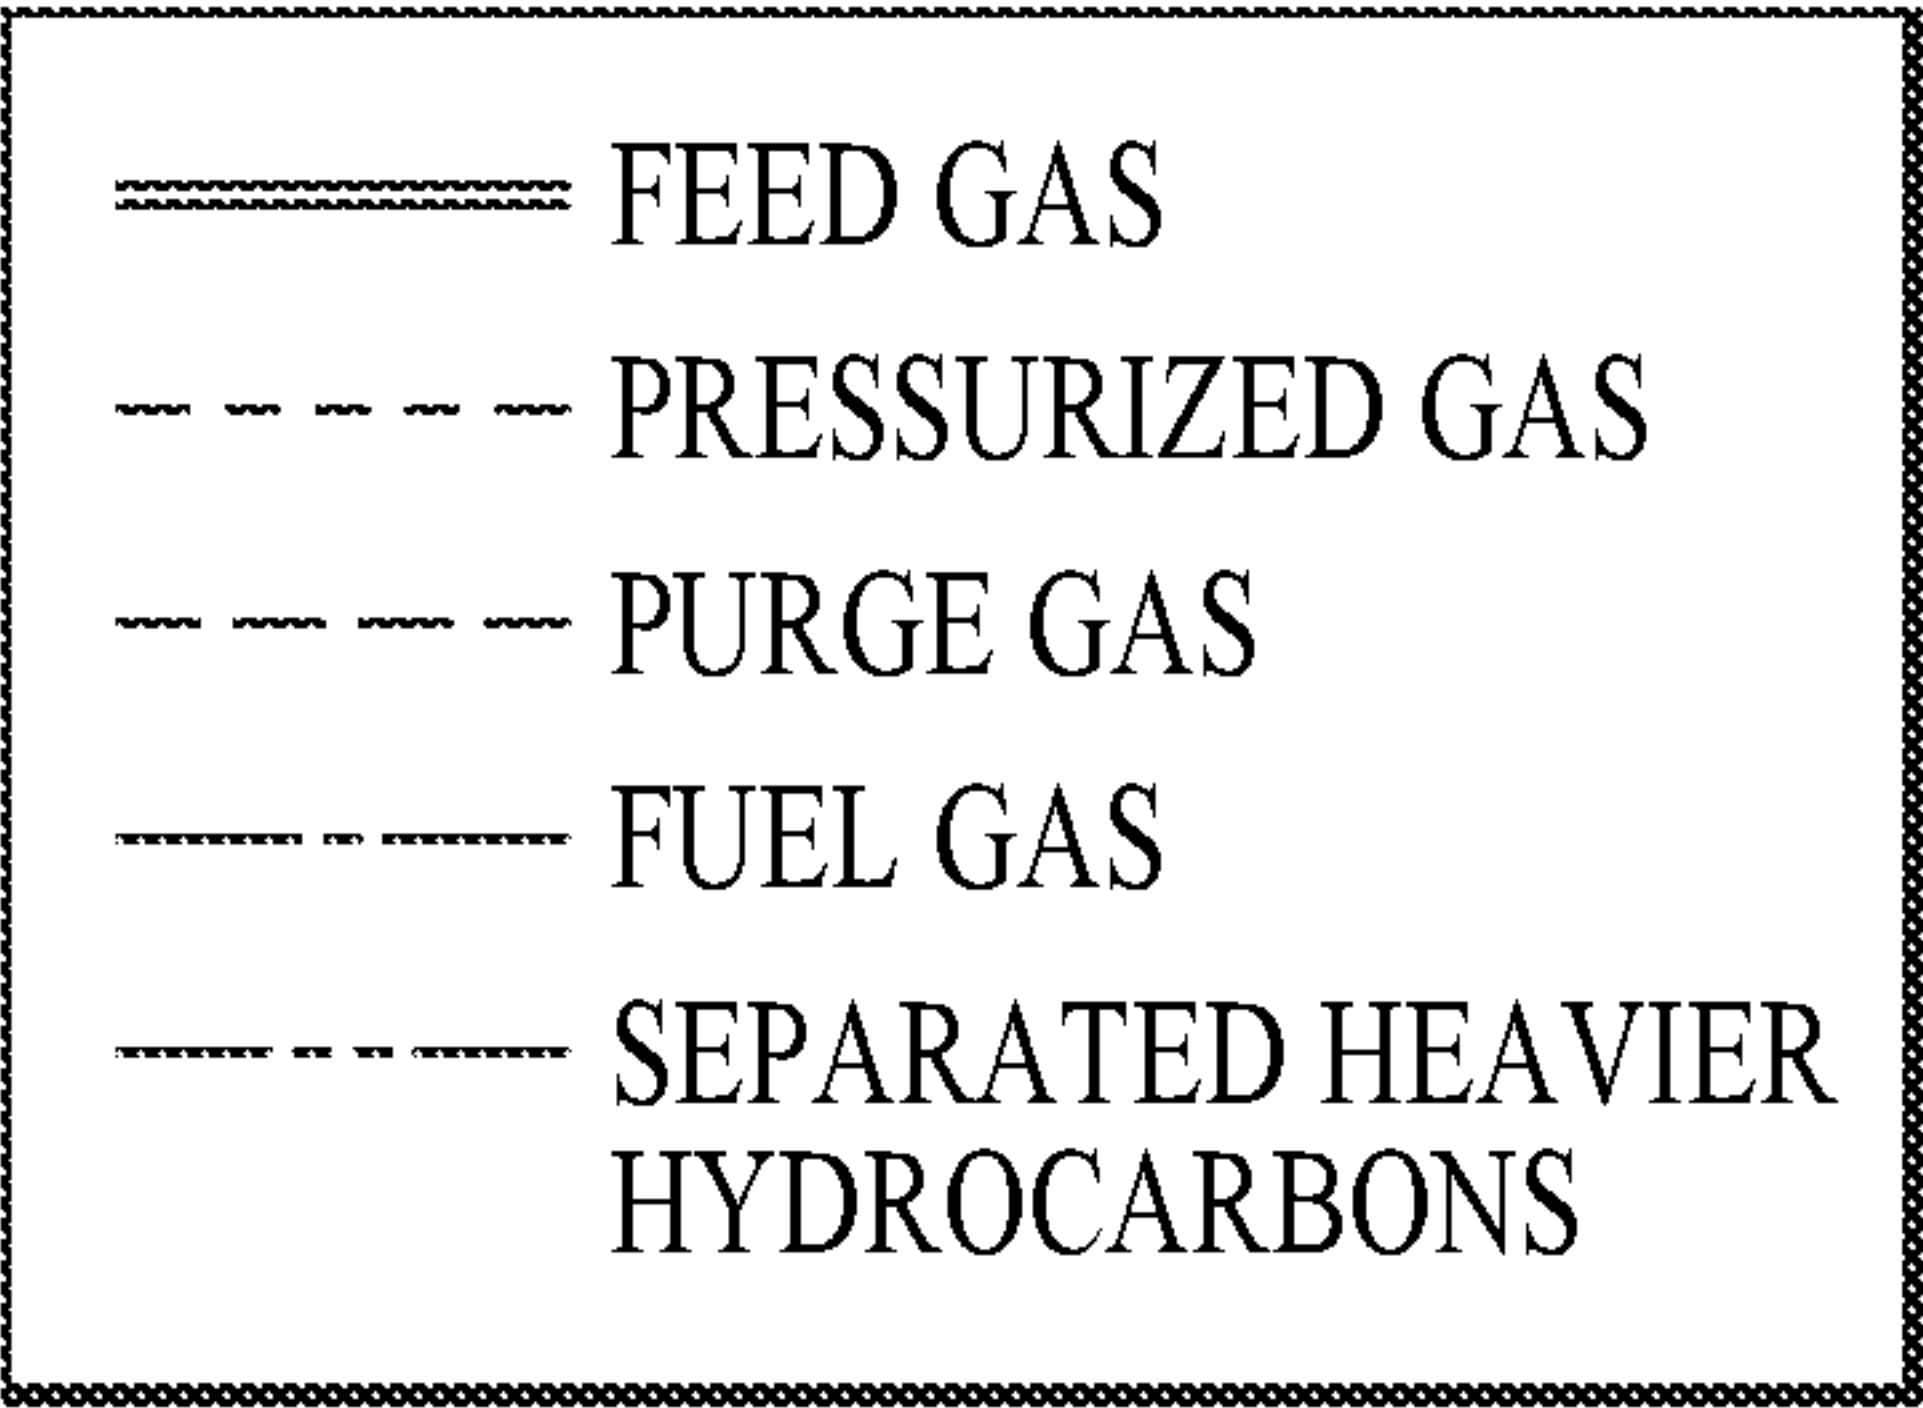 FEED GAS
PRESSURIZED GAS
PURGE GAS
FUEL GAS
SEPARATED HEAVIER
HYDROCARBONS